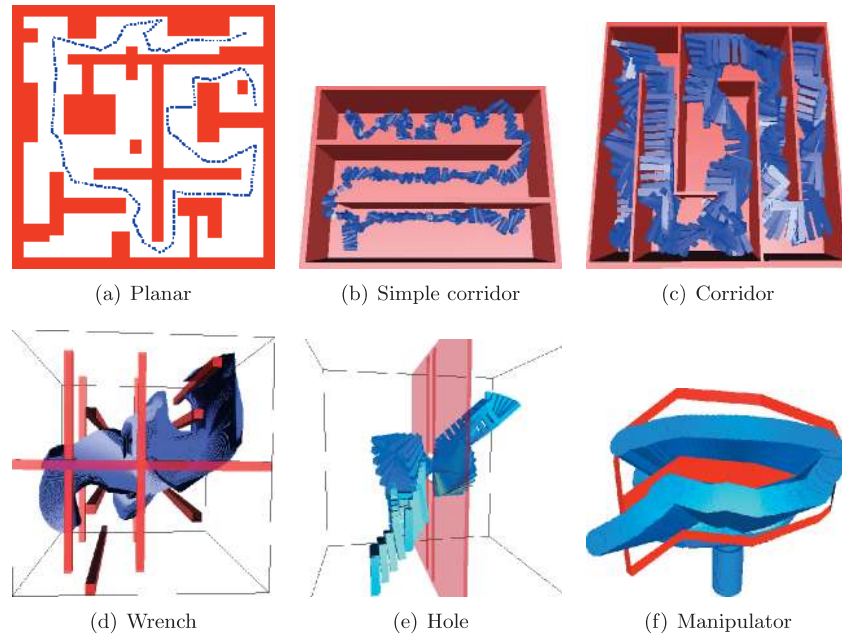 (a) Planar
(b) Simple corridor
(c) Corridor
(d) Wrench
(e) Hole
(f) Manipulator